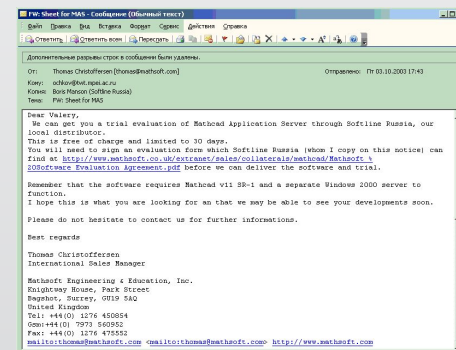 FW: Sheet for MAS - Сообщение (Обычный текст)
Файл Правка Вид Вставка Формат Сервис Действия Справка
Ответить Ответить всем Переслать
Дополнительные разрывы строк в сообщении были удалены.
От: Thomas Christoffersen [thomas@mathsoft.com] Отправлено: Пт 03.10.2003 17:43
Кому: ochkov@twt.mpei.ac.ru
Копия: Boris Manson (Softline Russia)
Тема: FW: Sheet for MAS
Dear Valery,
We can get you a trial evaluation of Mathcad Application Server through Softline Russia, our
local distributor.
This is free of charge and limited to 30 days.
You will need to sign an evaluation form which Softline Russia (whom I copy on this notice) can
find at http://www.mathsoft.co.uk/extranet/sales/collaterals/mathcad/Mathsoft %
20Software Evaluation Agreement.pdf before we can deliver the software and trial.
Remember that the software requires Mathcad v11 SR-1 and a separate Windows 2000 server to
function.
I hope this is what you are looking for an that we may be able to see your developments soon.
Please do not hesitate to contact us for further informations.
Best regards
Thomas Christoffersen
International Sales Manager
Mathsoft Engineering & Education, Inc.
Knightway House, Park Street
Bagshot, Surrey, GU19 5AQ
United Kingdom
Tel: +44(0) 1276 450854
Gsm:+44(0) 7973 560952
Fax: +44(0) 1276 475552
mailto:thomas@mathsoft.com <mailto:thomas@mathsoft.com> http://www.mathsoft.com